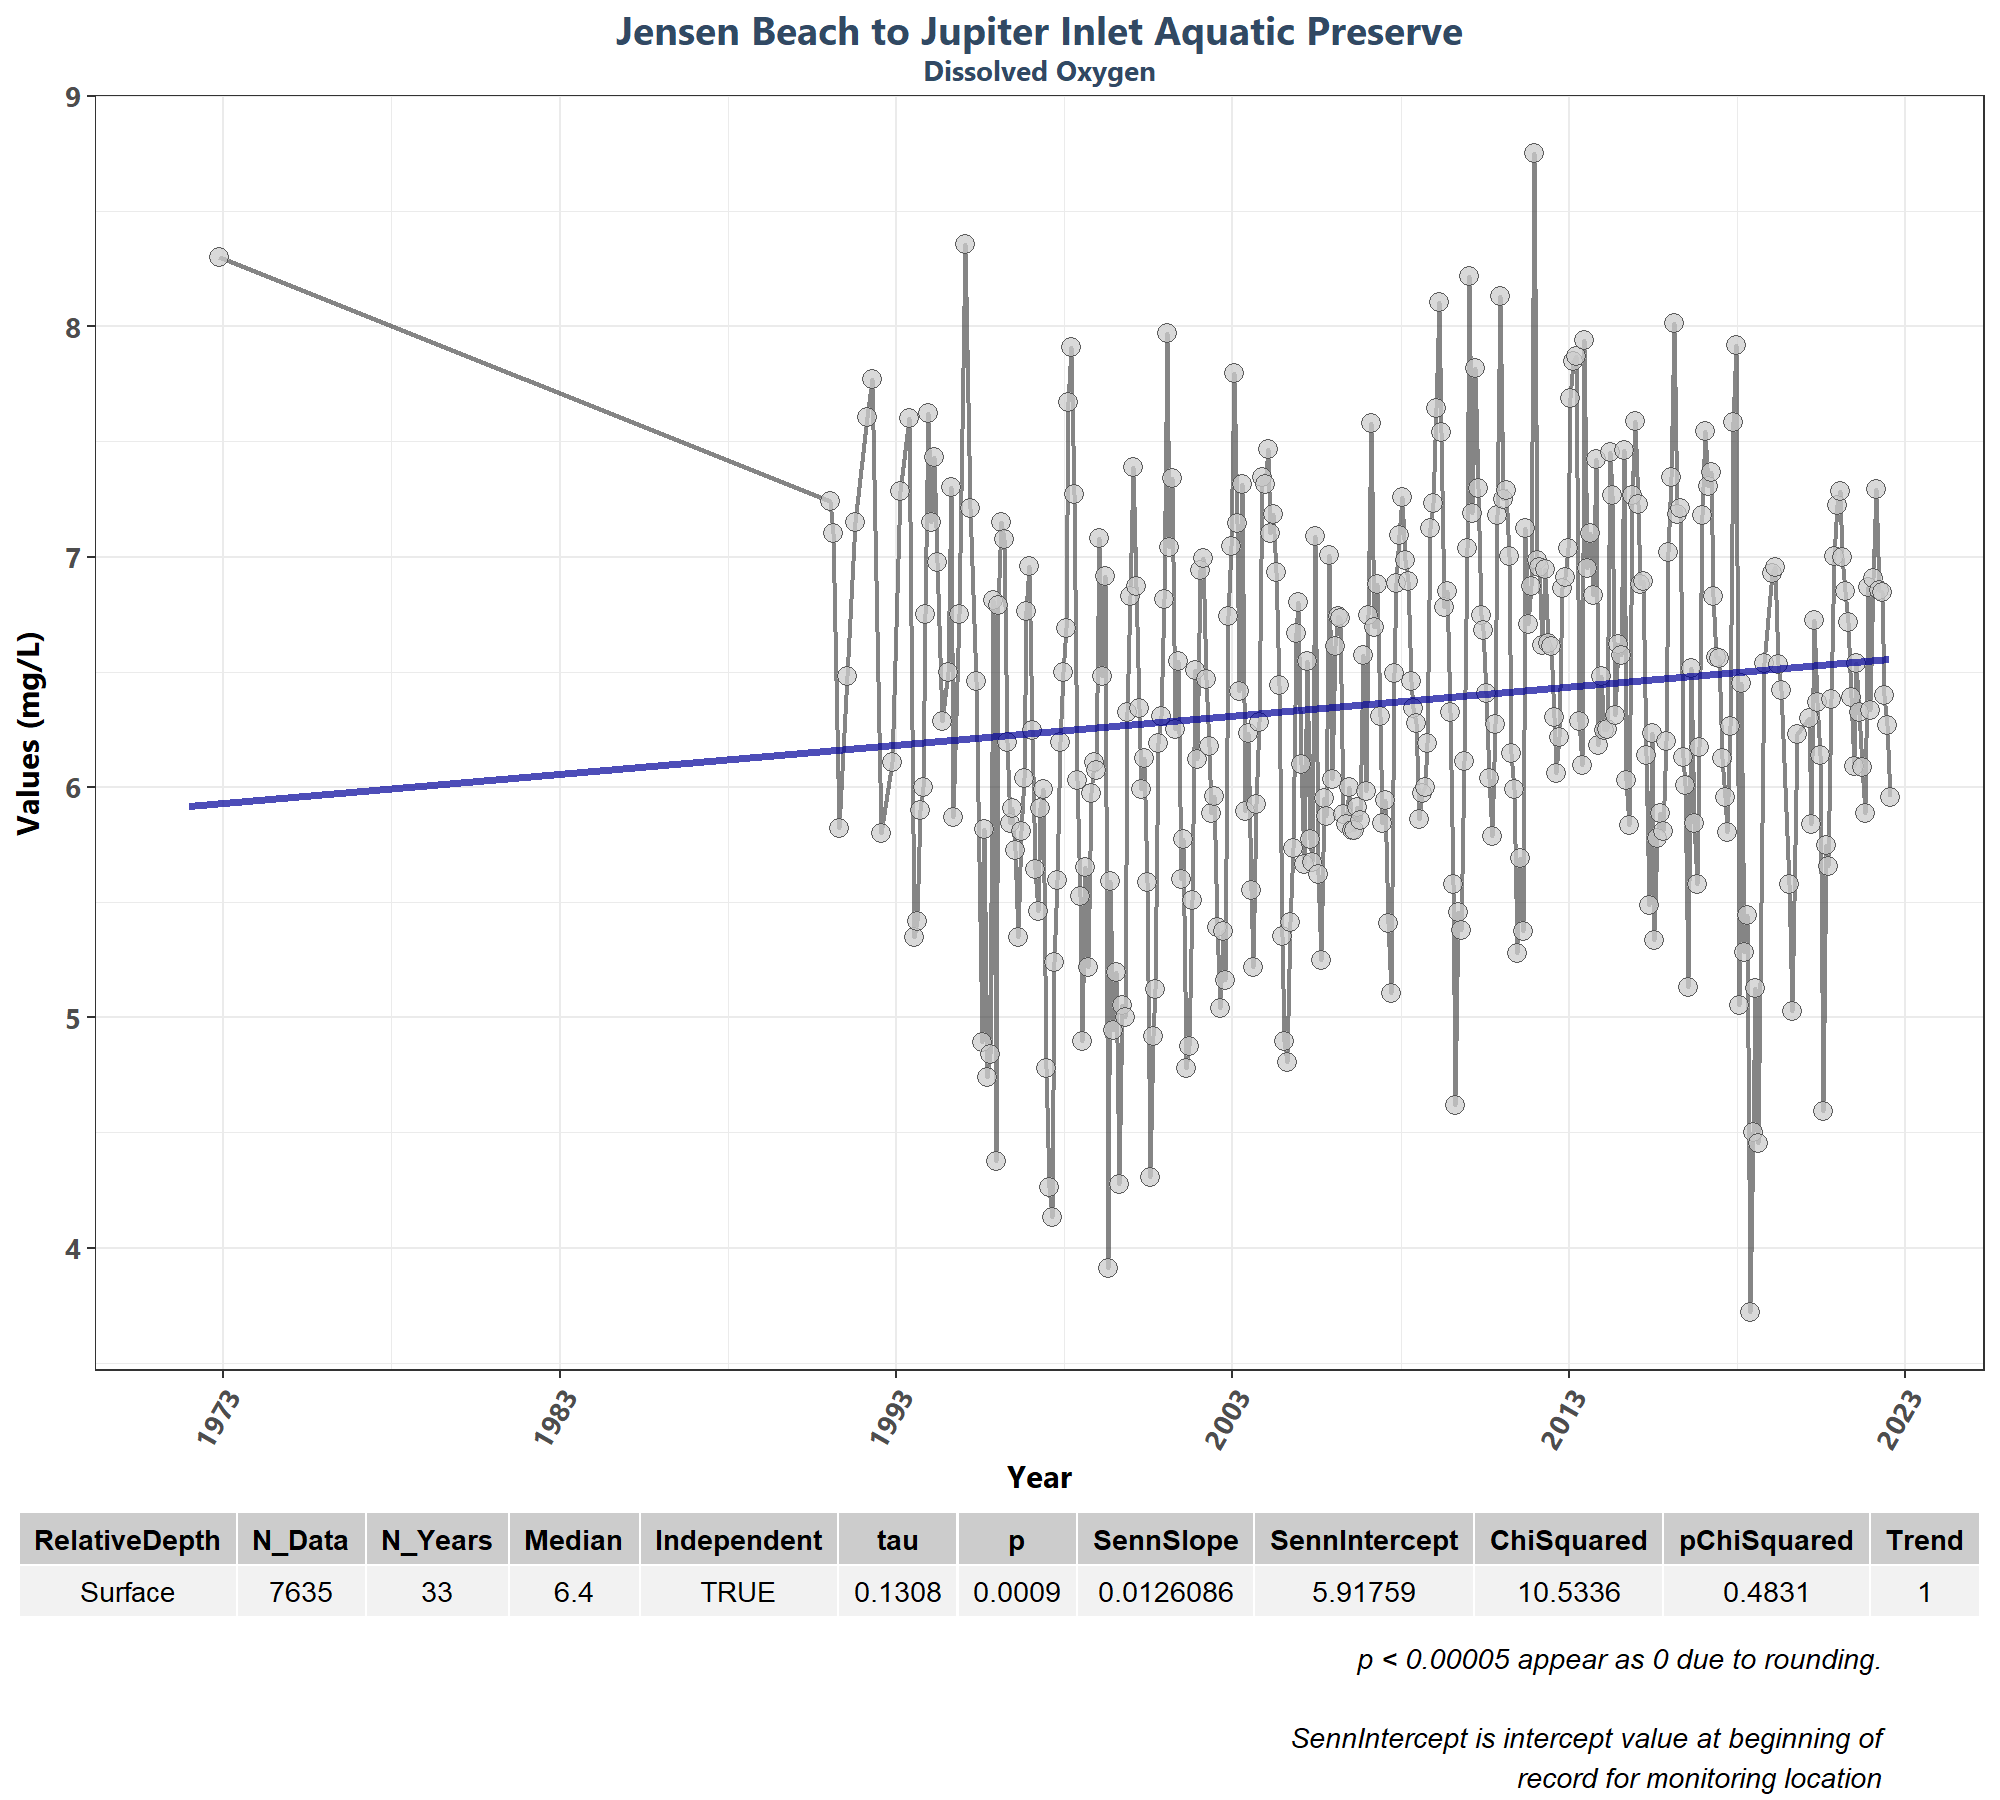 Jensen Beach to Jupiter Inlet Aquatic Preserve
Dissolved Oxygen
9
8
7
6
5
4
Values (mg/L)
1973 1983 1993 2003 2013 2023
Year
RelativeDepth N_Data N_Years Median Independent tau p SennSlope SennIntercept ChiSquared pChiSquared Trend
Surface 7635 33 6.4 TRUE 0.1308 0.0009 0.0126086 5.91759 10.5336 0.4831 1
p < 0.00005 appear as 0 due to rounding.
SennIntercept is intercept value at beginning of
record for monitoring location